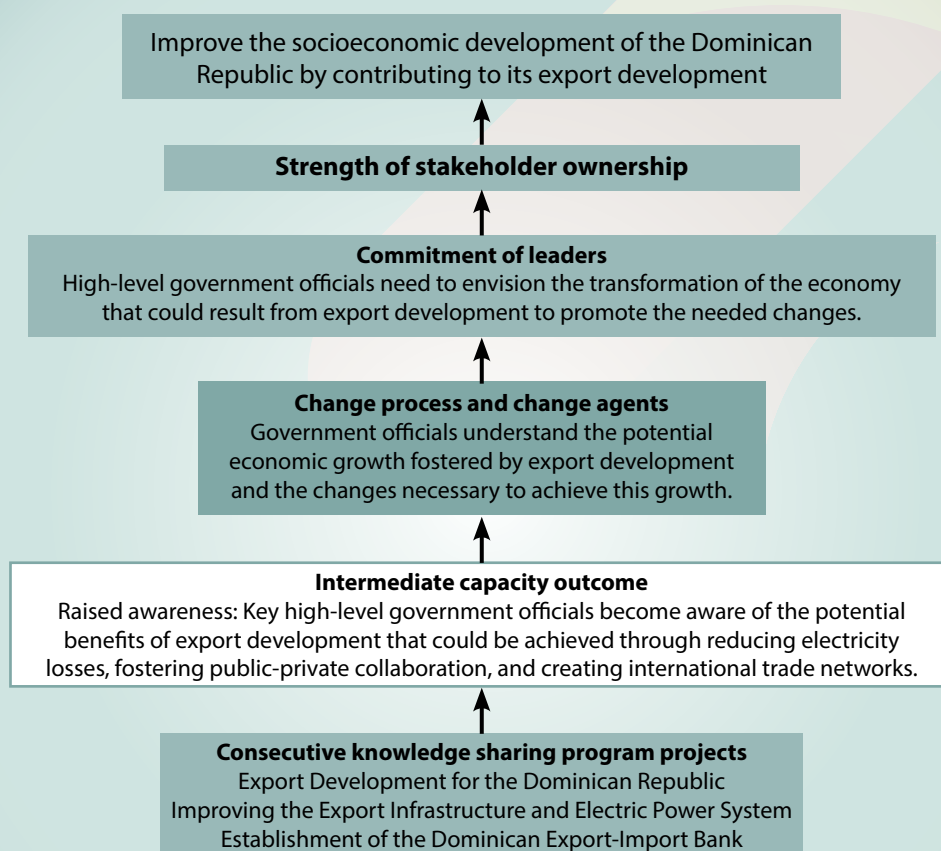 Improve the socioeconomic development of the Dominican
Republic by contributing to its export development
Strength of stakeholder ownership
Commitment of leaders
High-level government officials need to envision the transformation of the economy
that could result from export development to promote the needed changes.
Change process and change agents
Government officials understand the potential
economic growth fostered by export development
and the changes necessary to achieve this growth.
Intermediate capacity outcome
Raised awareness: Key high-level government officials become aware of the potential
benefits of export development that could be achieved through reducing electricity
losses, fostering public-private collaboration, and creating international trade networks.
Consecutive knowledge sharing program projects
Export Development for the Dominican Republic
Improving the Export Infrastructure and Electric Power System
Establishment of the Dominican Export-Import Bank